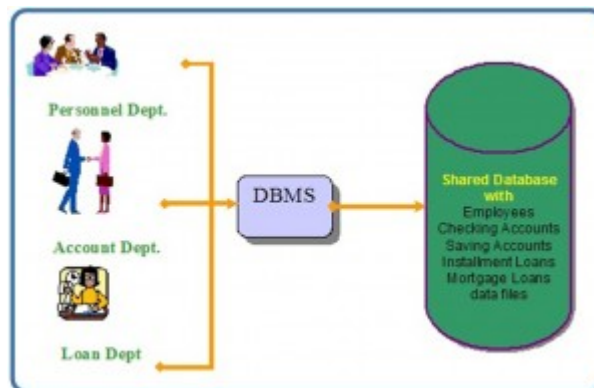 Personnel Dept.
Account Dept.
Loan Dept
DBMS
Shared Database
with
Employees
Checking Accounts
Saving Accounts
Installment Loans
Mortgage Loans
data files